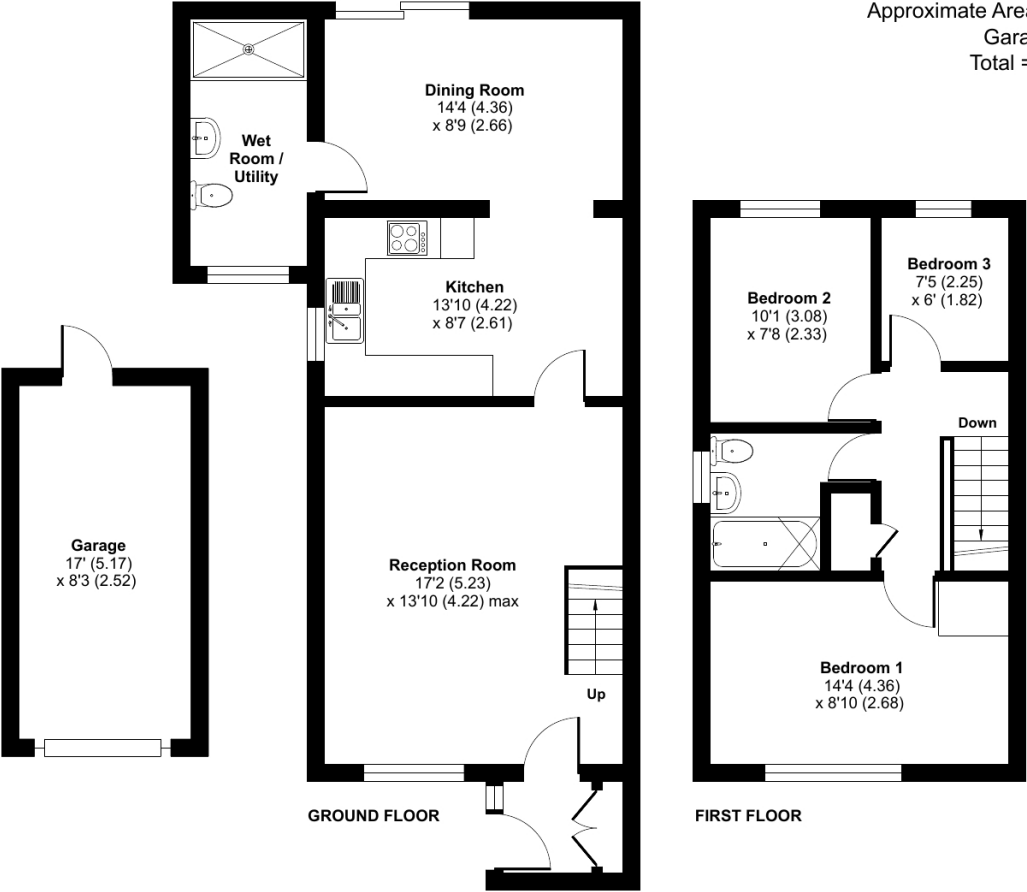 Approximate Area
Gara
Total =
Dining Room
14'4 (4.36)
x 8'9 (2.66)
Wet
Room /
Utility
Kitchen
13'10 (4.22)
x 8'7 (2.61)
Bedroom 3
7'5 (2.25)
x 6' (1.82)
Bedroom 2
10'1 (3.08)
x 7'8 (2.33)
Down
Garage
17' (5.17)
x 8'3 (2.52)
Reception Room
17'2 (5.23)
x 13'10 (4.22) max
Up
Bedroom 1
14'4 (4.36)
x 8'10 (2.68)
GROUND FLOOR
FIRST FLOOR